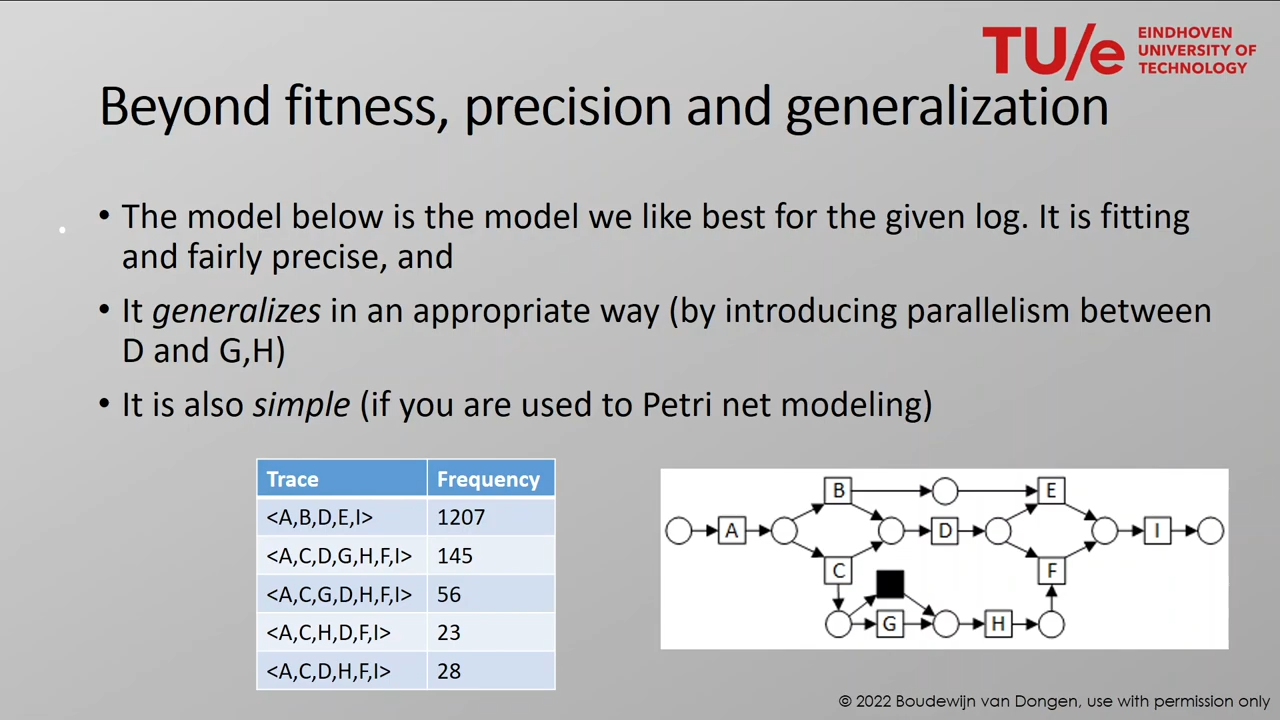 TU/e EINDHOVEN
UNIVERSITY OF
TECHNOLOGY
Beyond fitness, precision and generalization
• The model below is the model we like best for the given log. It is fitting
and fairly precise, and
• It generalizes in an appropriate way (by introducing parallelism between
D and G,H)
• It is also simple (if you are used to Petri net modeling)
Trace Frequency
<A,B,D,E,I> 1207
<A,C,D,G,H,F,I> 145
<A,C,G,D,H,F,I> 56
<A,C,H,D,F,I> 23
<A,C,D,H,F,I> 28
B E
A D I
C F
G H
© 2022 Boudewijn van Dongen, use with permission only